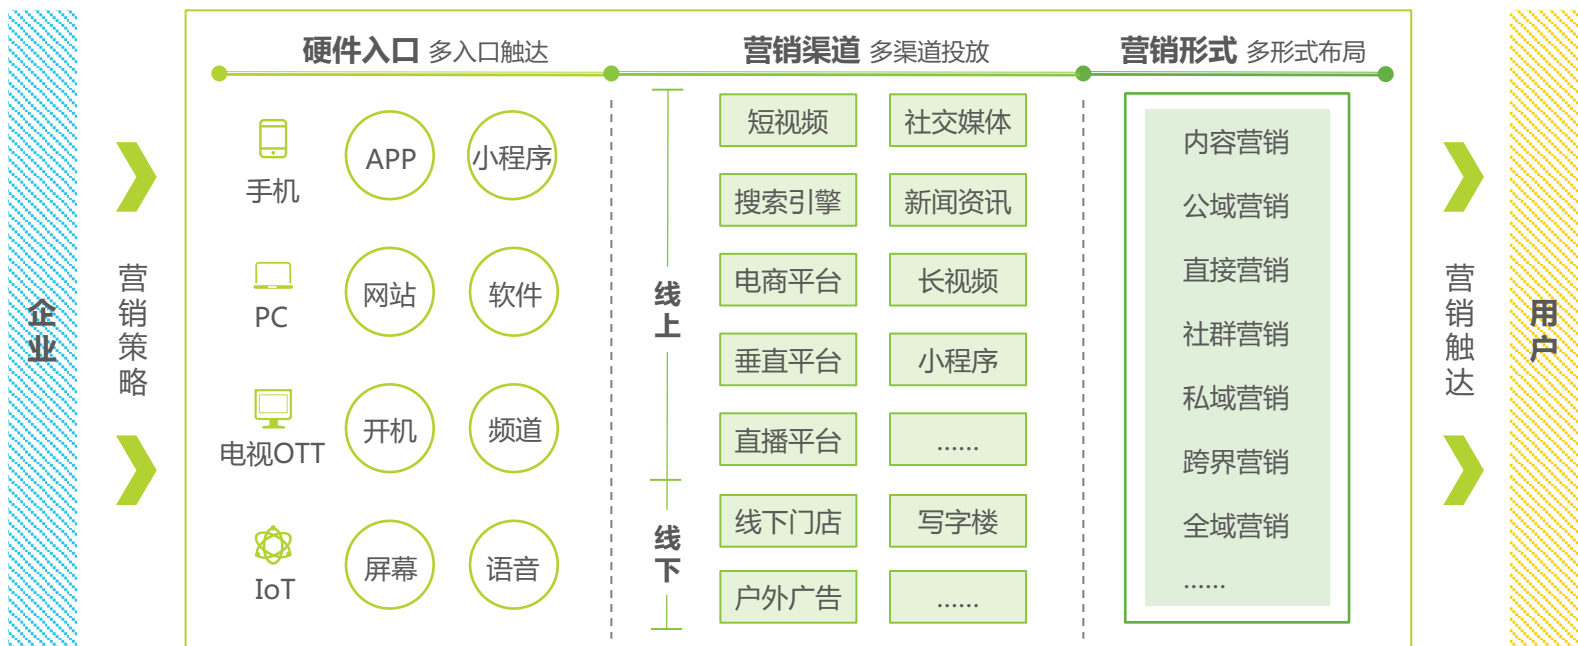 硬件入口 多入口触达
营销渠道 多渠道投放
营销形式 多形式布局
企业
营销策略
手机
APP
小程序
PC
网站
软件
电视OTT
开机
频道
IoT
屏幕
语音
线上
短视频
社交媒体
搜索引擎
新闻资讯
电商平台
长视频
垂直平台
小程序
直播平台
......
线下
线下门店
写字楼
户外广告
......
内容营销
公域营销
直接营销
社群营销
私域营销
跨界营销
全域营销
......
营销触达
用户